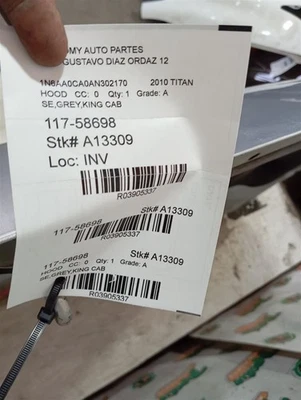 OMY AUTO PARTES
GUSTAVO DIAZ ORDAZ 12
1N6AA0CA0AN302170 2010 TITAN
HOOD CC: 0 Qty: 1 Grade: A
SE,GREY,KING CAB
117-58698
Stk# A13309
Loc: INV
R03905337
117-58698 Stk# A13309
R03905337
117-58698 Stk# A13309
HOOD CC: 0 Qty: 1 Grade: A
SE,GREY,KING CAB
R03905337